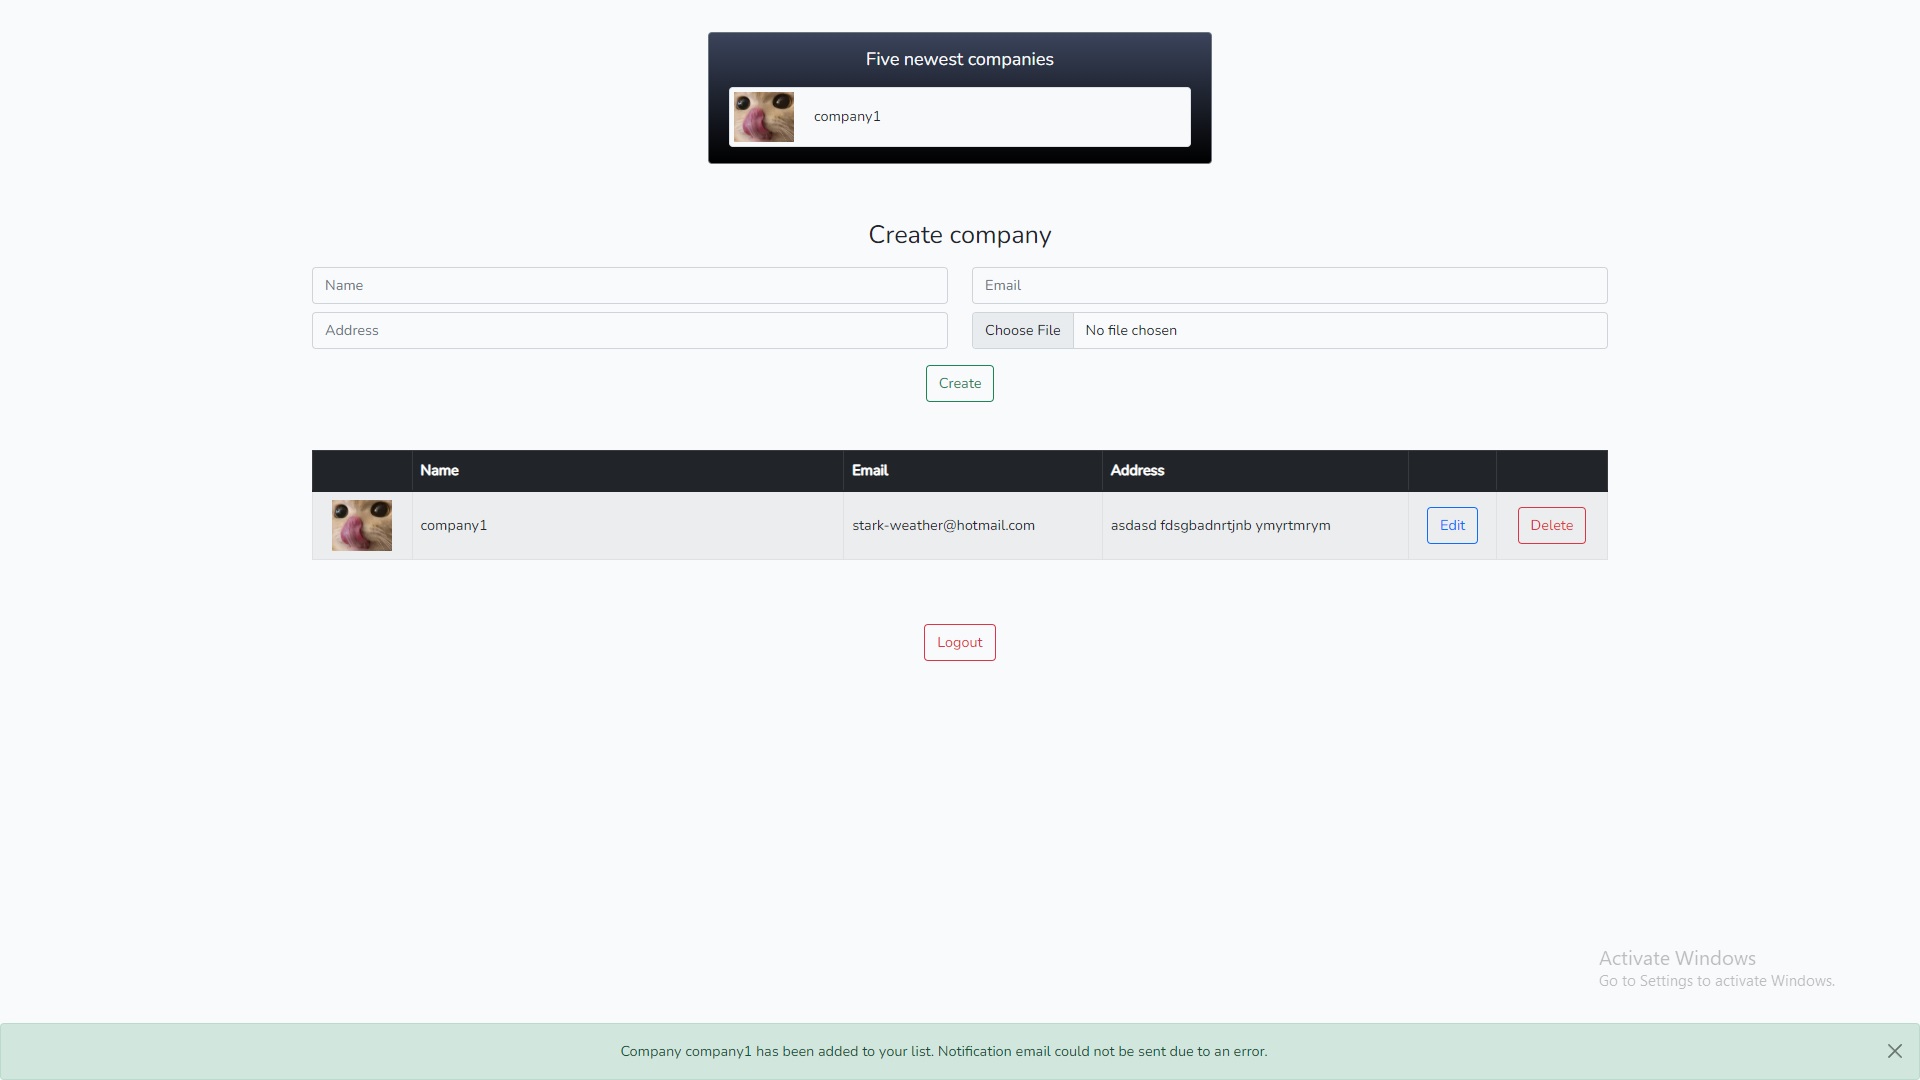 Five newest companies
company1
Create company
Name
Email
Address
Choose File No file chosen
Create
Name Email Address
company1 stark-weather@hotmail.com asdasd fdsgbadnrtjnb ymyrtmrym Edit Delete
Logout
Activate Windows
Go to Settings to activate Windows.
Company company1 has been added to your list. Notification email could not be sent due to an error.